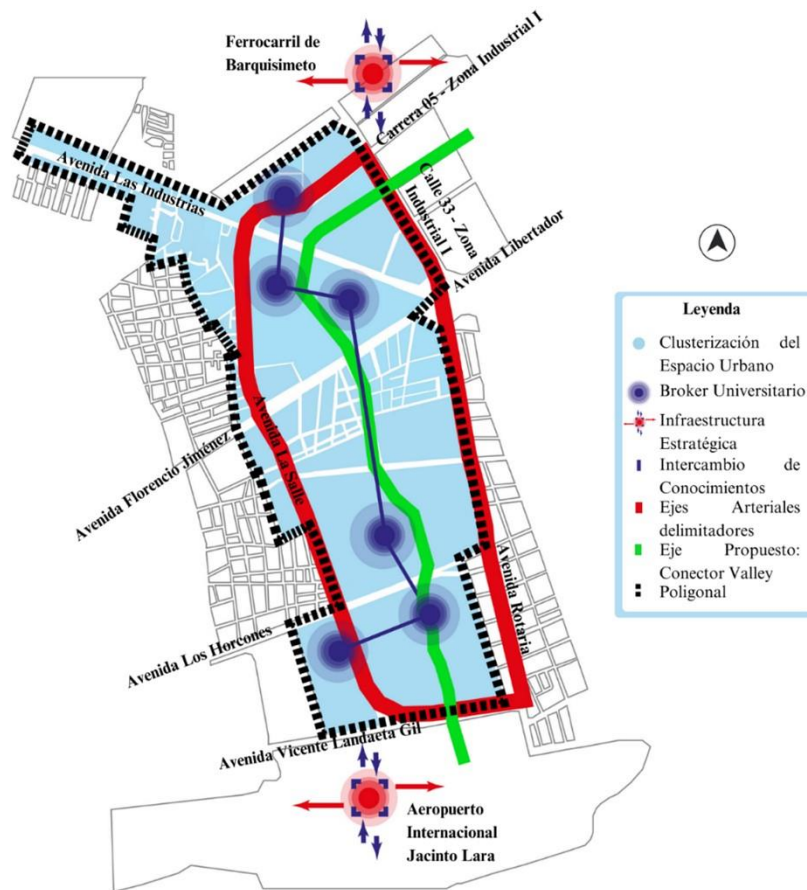 Ferrocarril de
Barquisimeto
Carrera 05 - Zona Industrial I
Avenida Las Industrias
Calle 33 - Zona
Industrial I
Avenida Libertador
Avenida Florencio Jiménez
Avenida La Salle
Avenida Los Horcones
Avenida Rotaria
Avenida Vicente Landaeta Gil
Aeropuerto
Internacional
Jacinto Lara
Leyenda
Clusterización del
Espacio Urbano
Broker Universitario
Infraestructura
Estratégica
Intercambio de
Conocimientos
Ejes Arteriales
delimitadores
Eje Propuesto:
Conector Valley
Poligonal